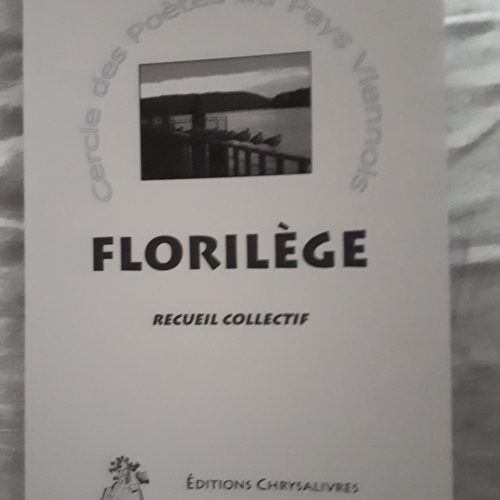 Cercle des Poètes du Pays Viennois
FLORILÈGE
RECUEIL COLLECTIF
ÉDITIONS CHRYSALIVRES